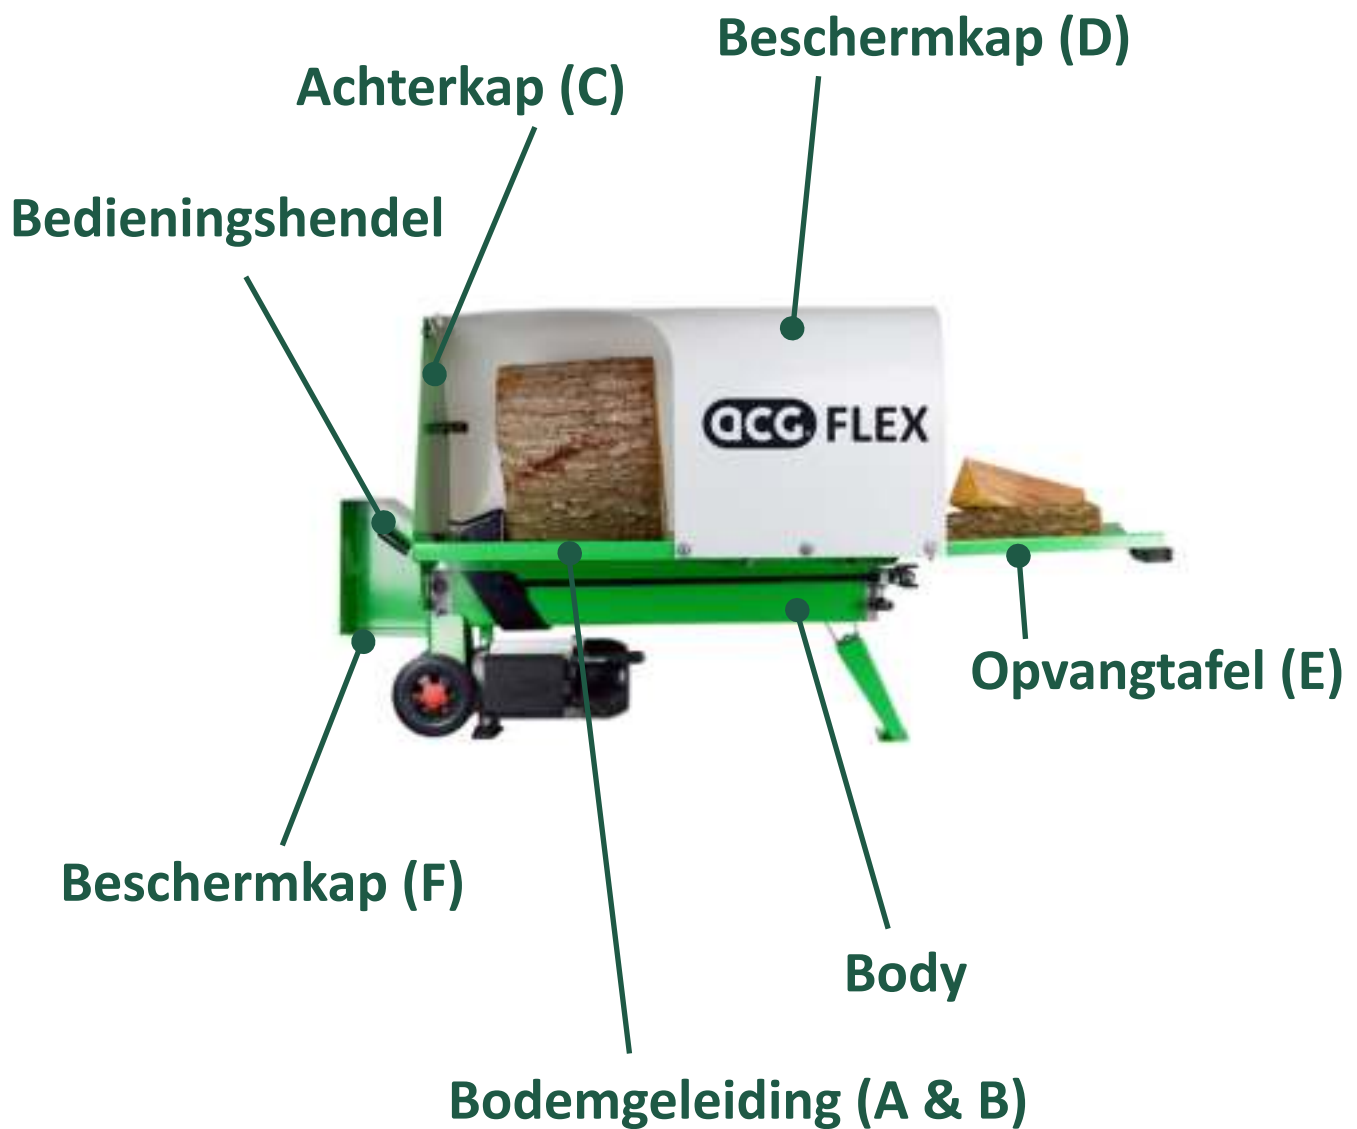 Beschermkap (D)
Achterkap (C)
Bedieningshendel
acg FLEX
Opvangtafel (E)
Beschermkap (F)
Body
Bodemgeleiding (A & B)